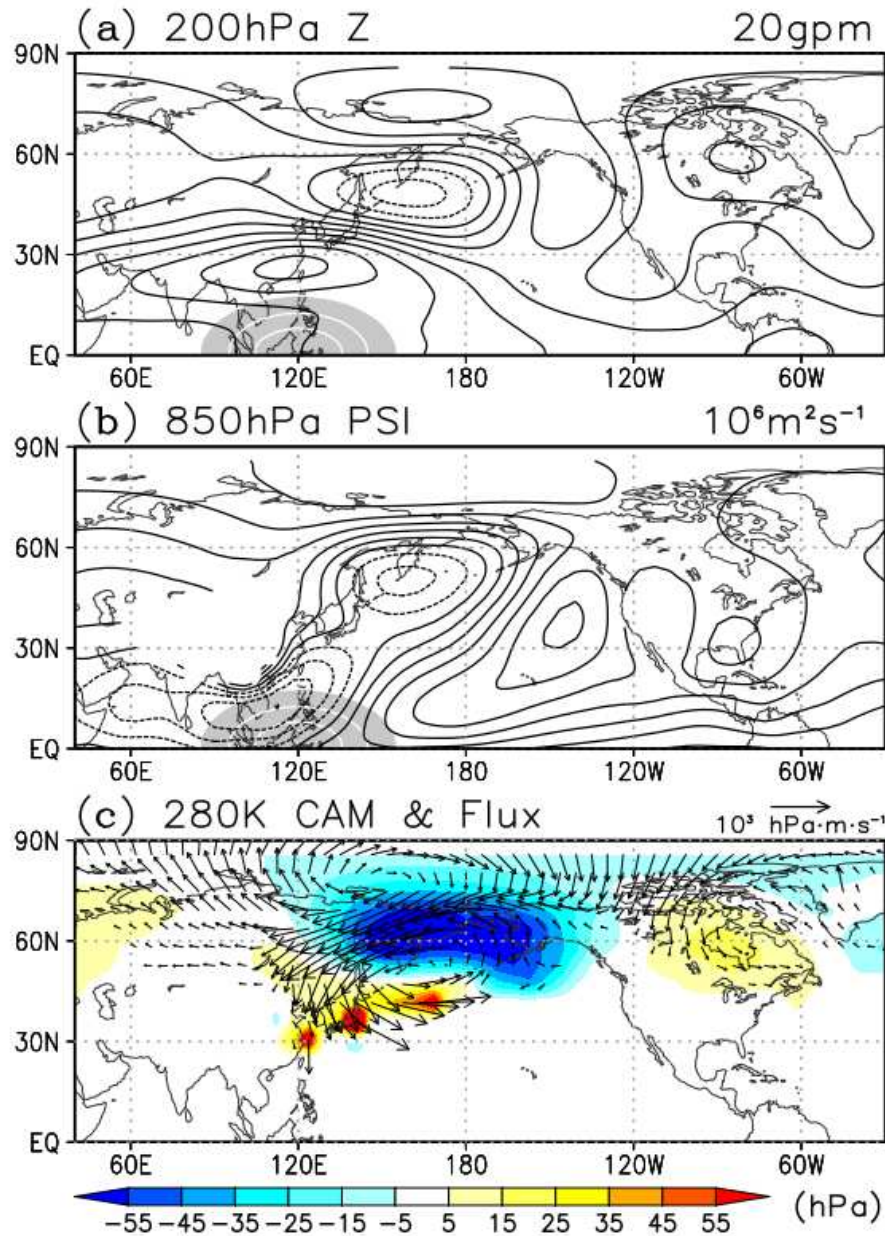 (a) 200hPa Z 20gpm
90N
60N
30N
EQ
60E 120E 180 120W 60W
(b) 850hPa PSI 10⁶m²s⁻¹
90N
60N
30N
EQ
60E 120E 180 120W 60W
(c) 280K CAM & Flux 10³ hPa·m·s⁻¹
90N
60N
30N
EQ
60E 120E 180 120W 60W
−55 −45 −35 −25 −15 −5 5 15 25 35 45 55 (hPa)